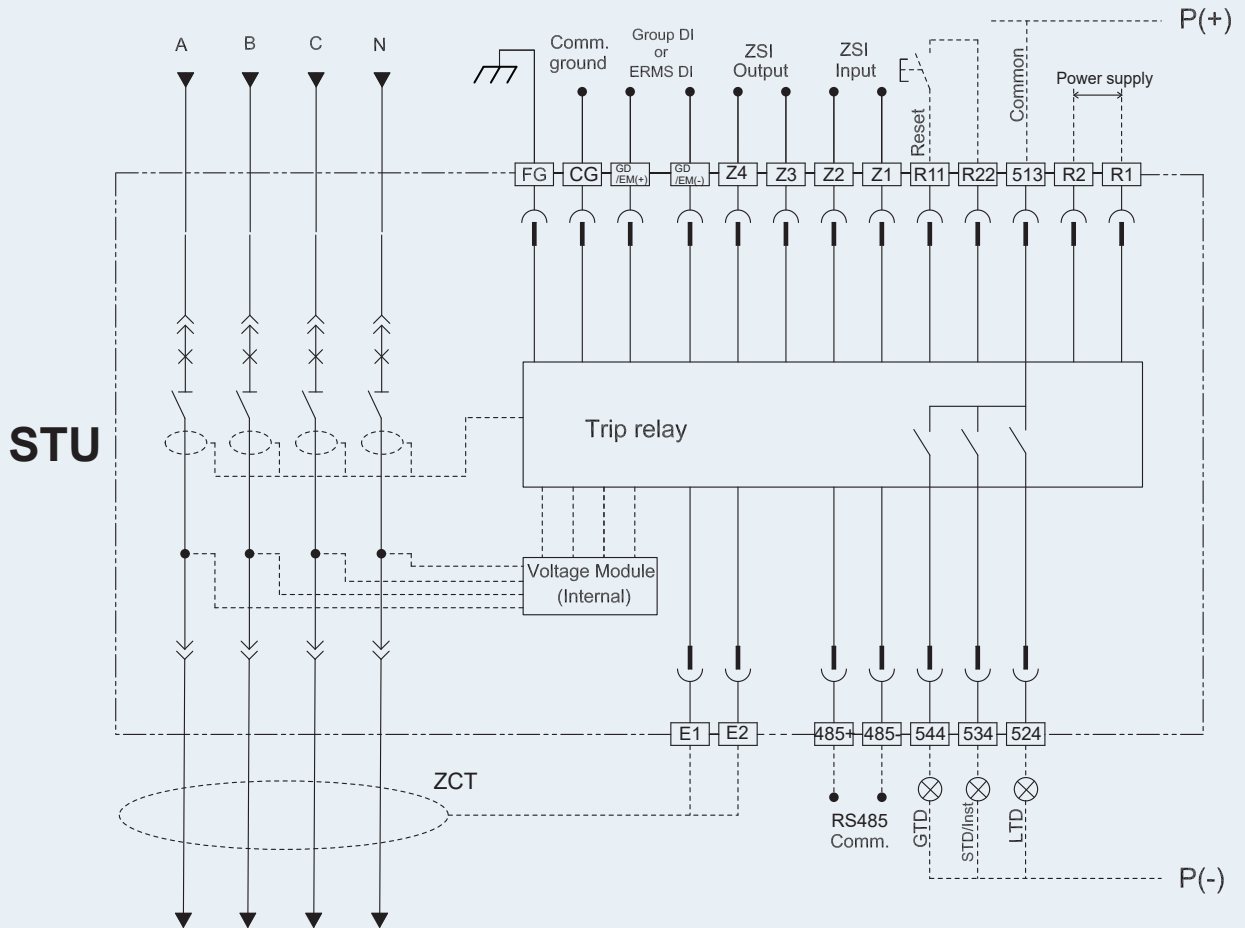 P(+)
A
B
C
N
Comm.
ground
Group DI
or
ERMS DI
ZSI
Output
ZSI
Input
Reset
Common
Power supply
FG
CG
GD
/EM(+)
GD
/EM(-)
Z4
Z3
Z2
Z1
R11
R22
513
R2
R1
STU
Trip relay
Voltage Module
(Internal)
E1
E2
485+
485-
544
534
524
ZCT
RS485
Comm.
GTD
STD/Inst
LTD
P(-)